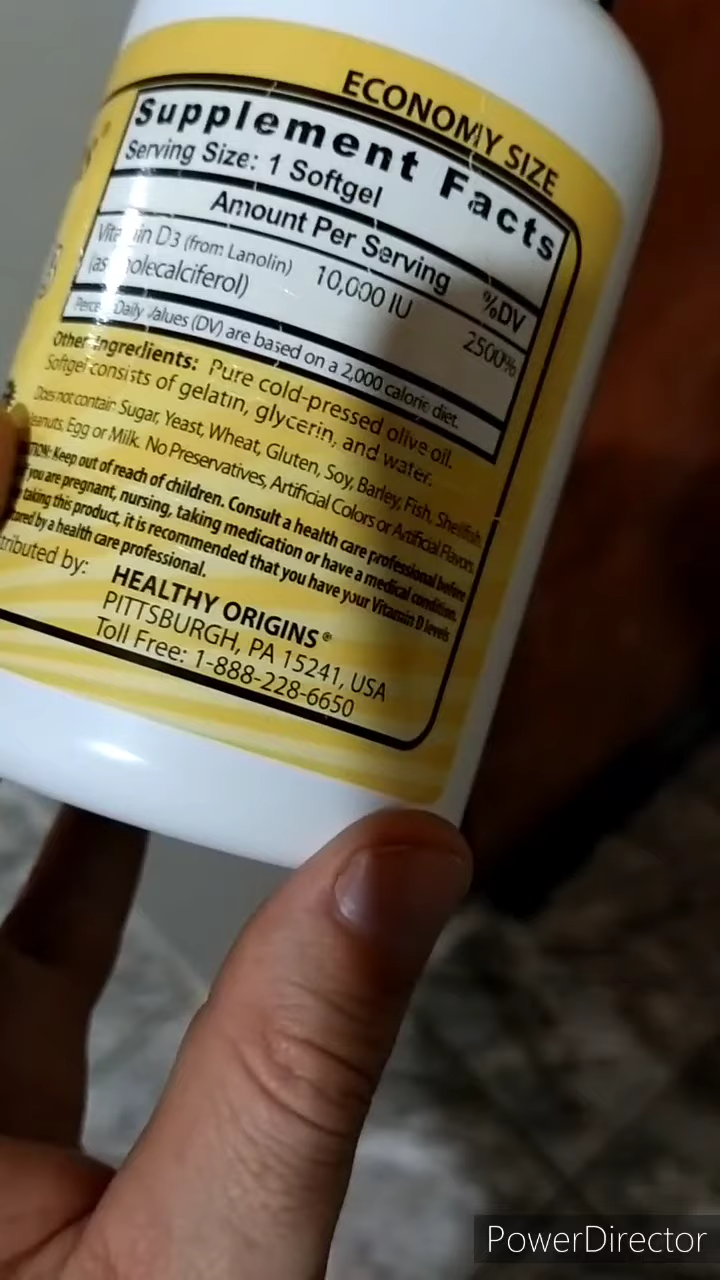 ECONOMY SIZE
Supplement Facts
Serving Size: 1 Softgel
Amount Per Serving %DV
Vitamin D3 (from Lanolin) 10,000 IU 2500%
(as cholecalciferol)
Percent Daily Values (DV) are based on a 2,000 calorie diet.
Other Ingredients: Pure cold-pressed olive oil.
Softgel consists of gelatin, glycerin, and water.
Does not contain Sugar, Yeast, Wheat, Gluten, Soy, Barley, Fish, Shellfish,
Peanuts, Egg or Milk. No Preservatives, Artificial Colors or Artificial Flavors.
Keep out of reach of children. Consult a health care professional before
you are pregnant, nursing, taking medication or have a medical condition.
taking this product, it is recommended that you have your Vitamin D levels
by a health care professional.
tributed by:
HEALTHY ORIGINS®
PITTSBURGH, PA 15241, USA
Toll Free: 1-888-228-6650
PowerDirector